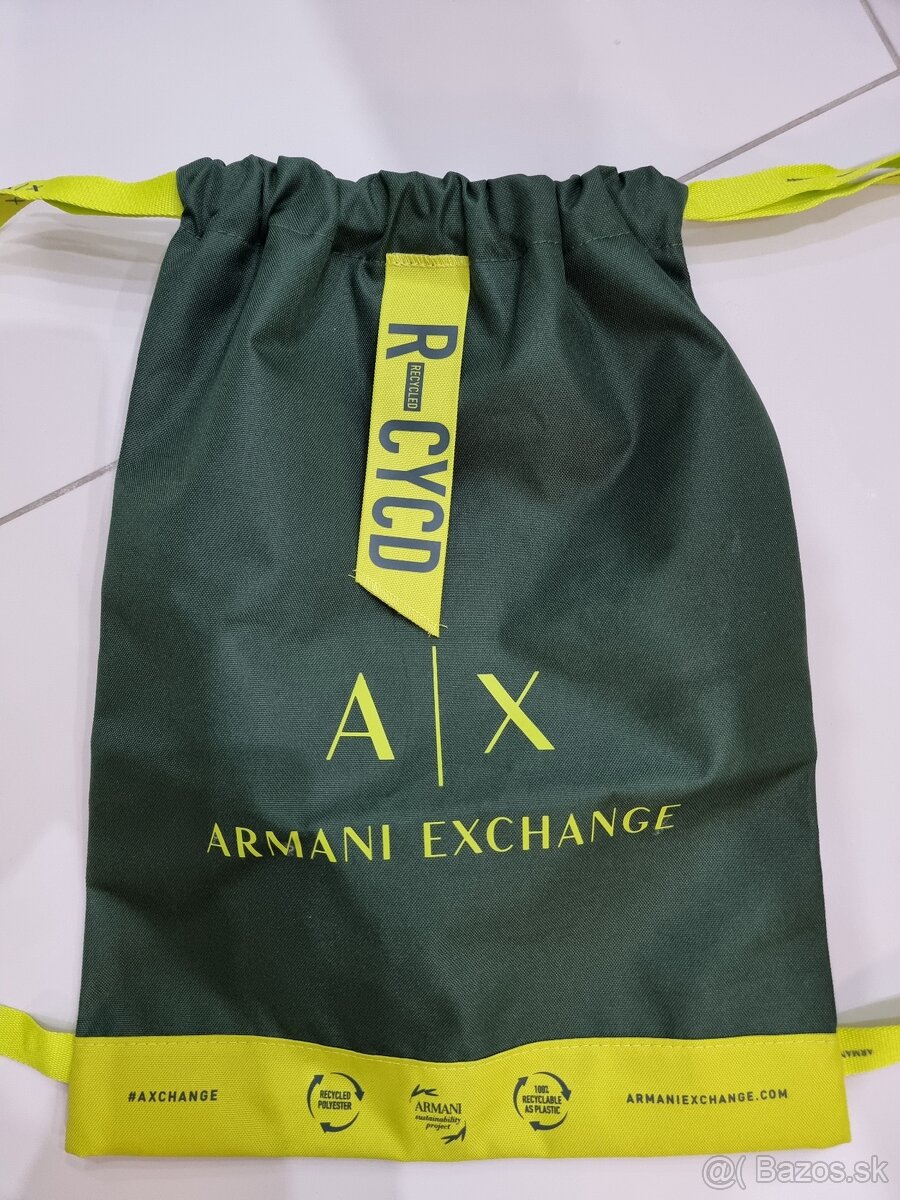 R
RECYCLED
CYCD
A|X
ARMANI EXCHANGE
#AXCHANGE
RECYCLED
POLYESTER
ARMANI
sustainability
project
100%
RECYCLABLE
AS PLASTIC
ARMANIEXCHANGE.COM
@( Bazos.sk